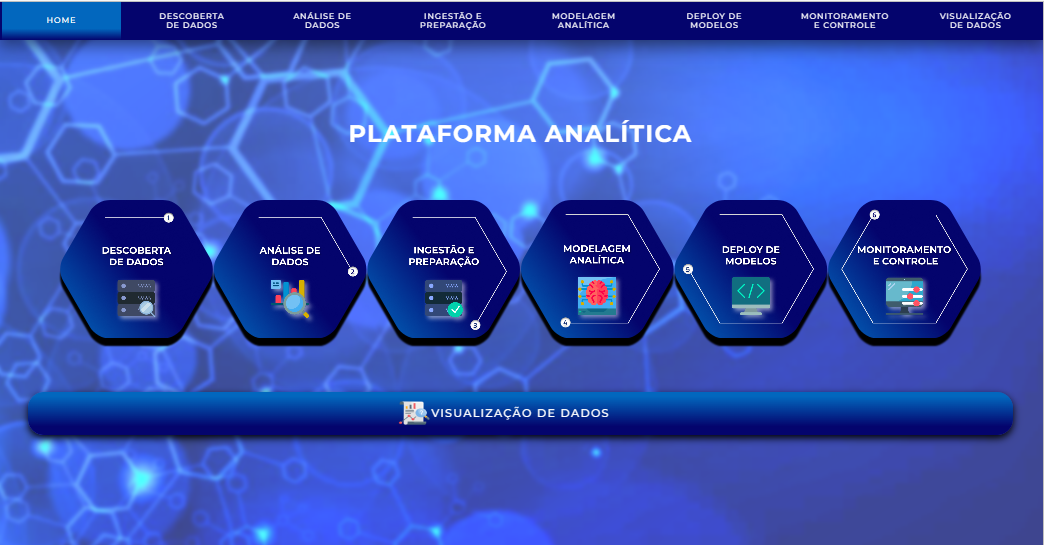 HOME
DESCOBERTA
DE DADOS
ANÁLISE DE
DADOS
INGESTÃO E
PREPARAÇÃO
MODELAGEM
ANALÍTICA
DEPLOY DE
MODELOS
MONITORAMENTO
E CONTROLE
VISUALIZAÇÃO
DE DADOS
PLATAFORMA ANALÍTICA
1
DESCOBERTA
DE DADOS
ANÁLISE DE
DADOS
2
INGESTÃO E
PREPARAÇÃO
3
MODELAGEM
ANALÍTICA
4
DEPLOY DE
MODELOS
5
</>
6
MONITORAMENTO
E CONTROLE
VISUALIZAÇÃO DE DADOS